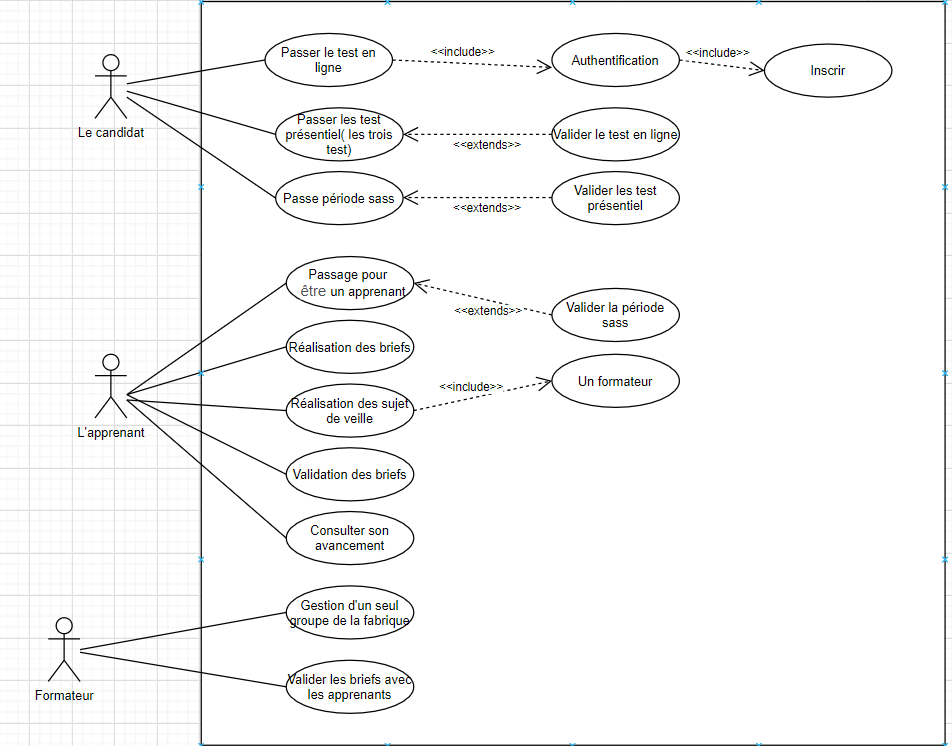 Passer le test en
ligne
<<include>>
Authentification
<<include>>
Inscrir
Le candidat
Passer les test
présentiel( les trois
test)
<<extends>>
Valider le test en ligne
Passe période sass
<<extends>>
Valider les test
présentiel
Passage pour
être un apprenant
<<extends>>
Valider la période
sass
Réalisation des briefs
L'apprenant
Réalisation des sujet
de veille
<<include>>
Un formateur
Validation des briefs
Consulter son
avancement
Formateur
Gestion d'un seul
groupe de la fabrique
Valider les briefs avec
les apprenants